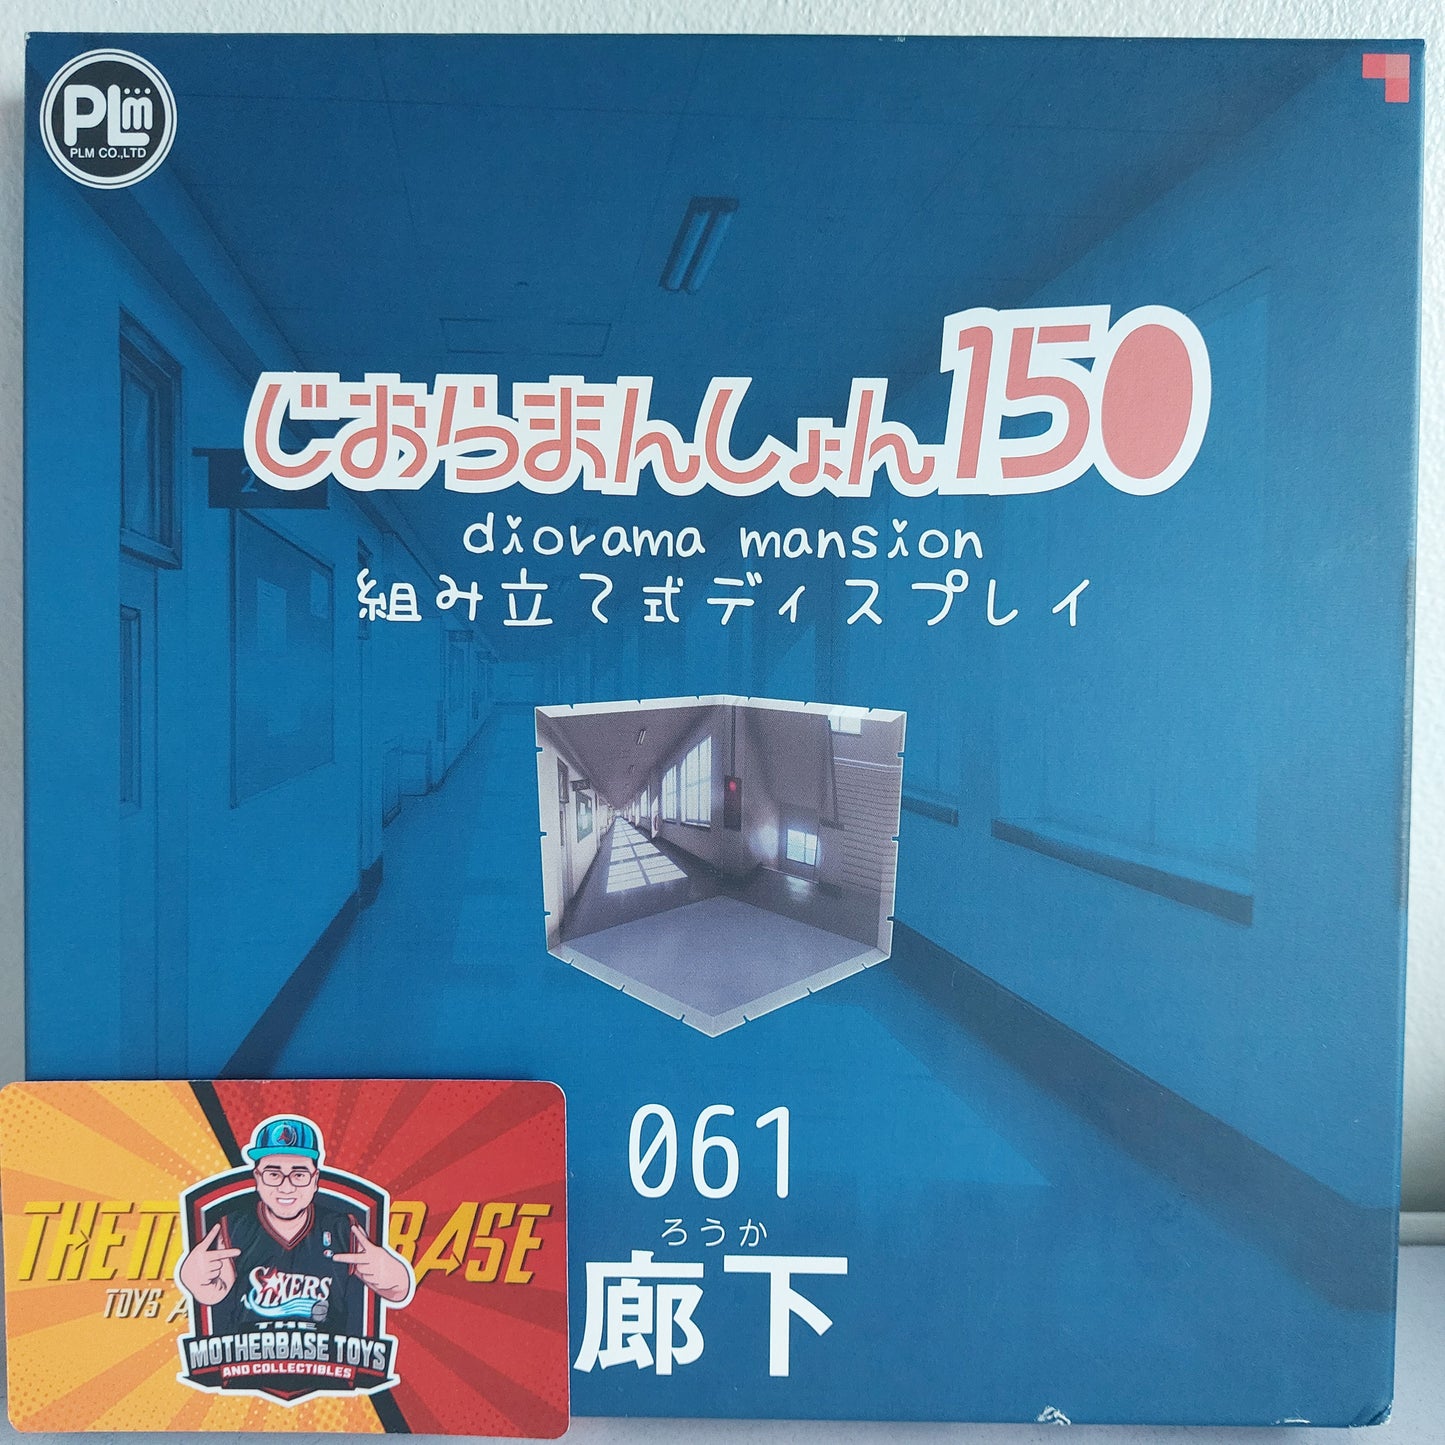 PLm
PLM CO.,LTD
じおらまんしょん150
diorama mansion
組み立て式ディスプレイ
2
061
ろうか
廊下
BASE
TOYS
SIXERS
THE
MOTHERBASE TOYS
AND COLLECTIBLES